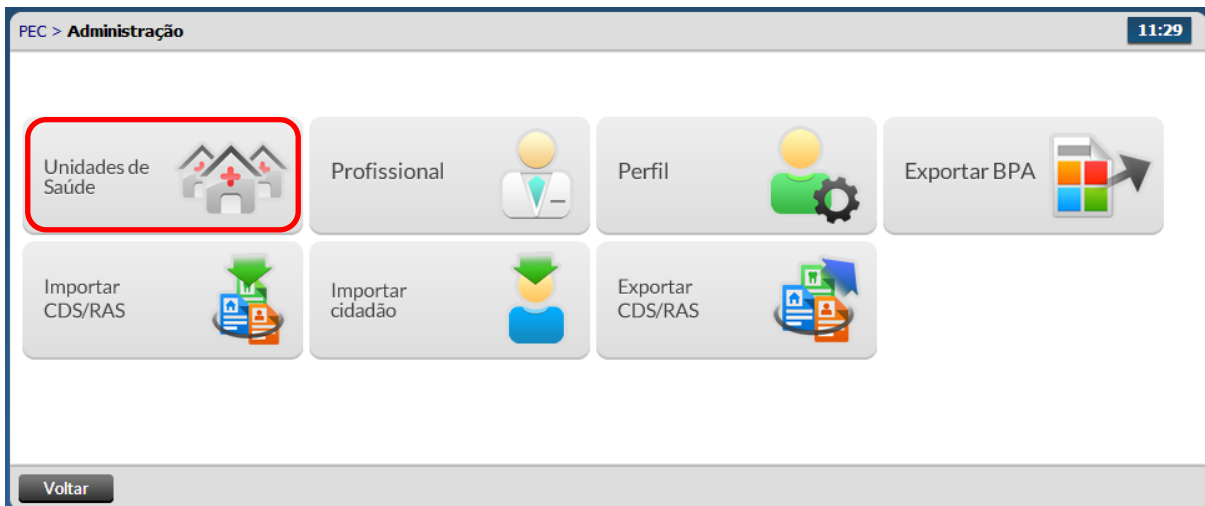 PEC > Administração
11:29
Unidades de
Saúde
Profissional
Perfil
Exportar BPA
Importar
CDS/RAS
Importar
cidadão
Exportar
CDS/RAS
Voltar